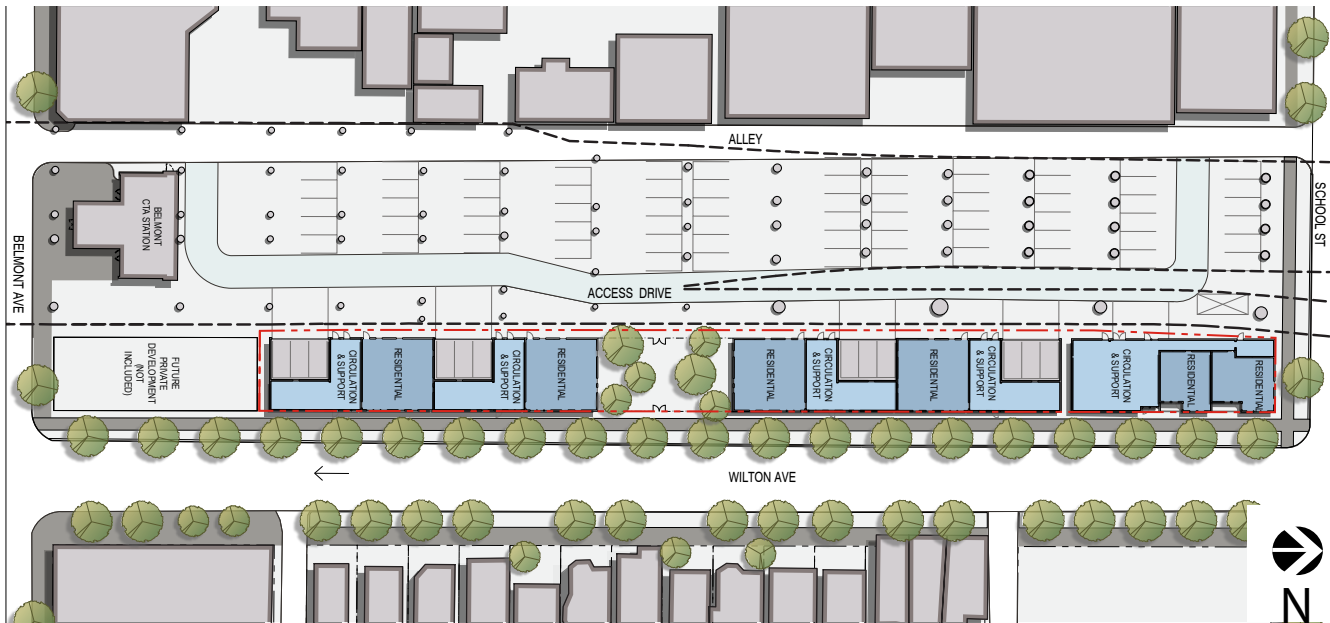 ALLEY
SCHOOL ST
BELMONT
CTA STATION
BELMONT AVE
ACCESS DRIVE
FUTURE
PRIVATE
DEVELOPMENT
(NOT
INCLUDED)
CIRCULATION
& SUPPORT
RESIDENTIAL
CIRCULATION
& SUPPORT
RESIDENTIAL
RESIDENTIAL
CIRCULATION
& SUPPORT
RESIDENTIAL
CIRCULATION
& SUPPORT
CIRCULATION
& SUPPORT
RESIDENTIAL
RESIDENTIAL
WILTON AVE
N